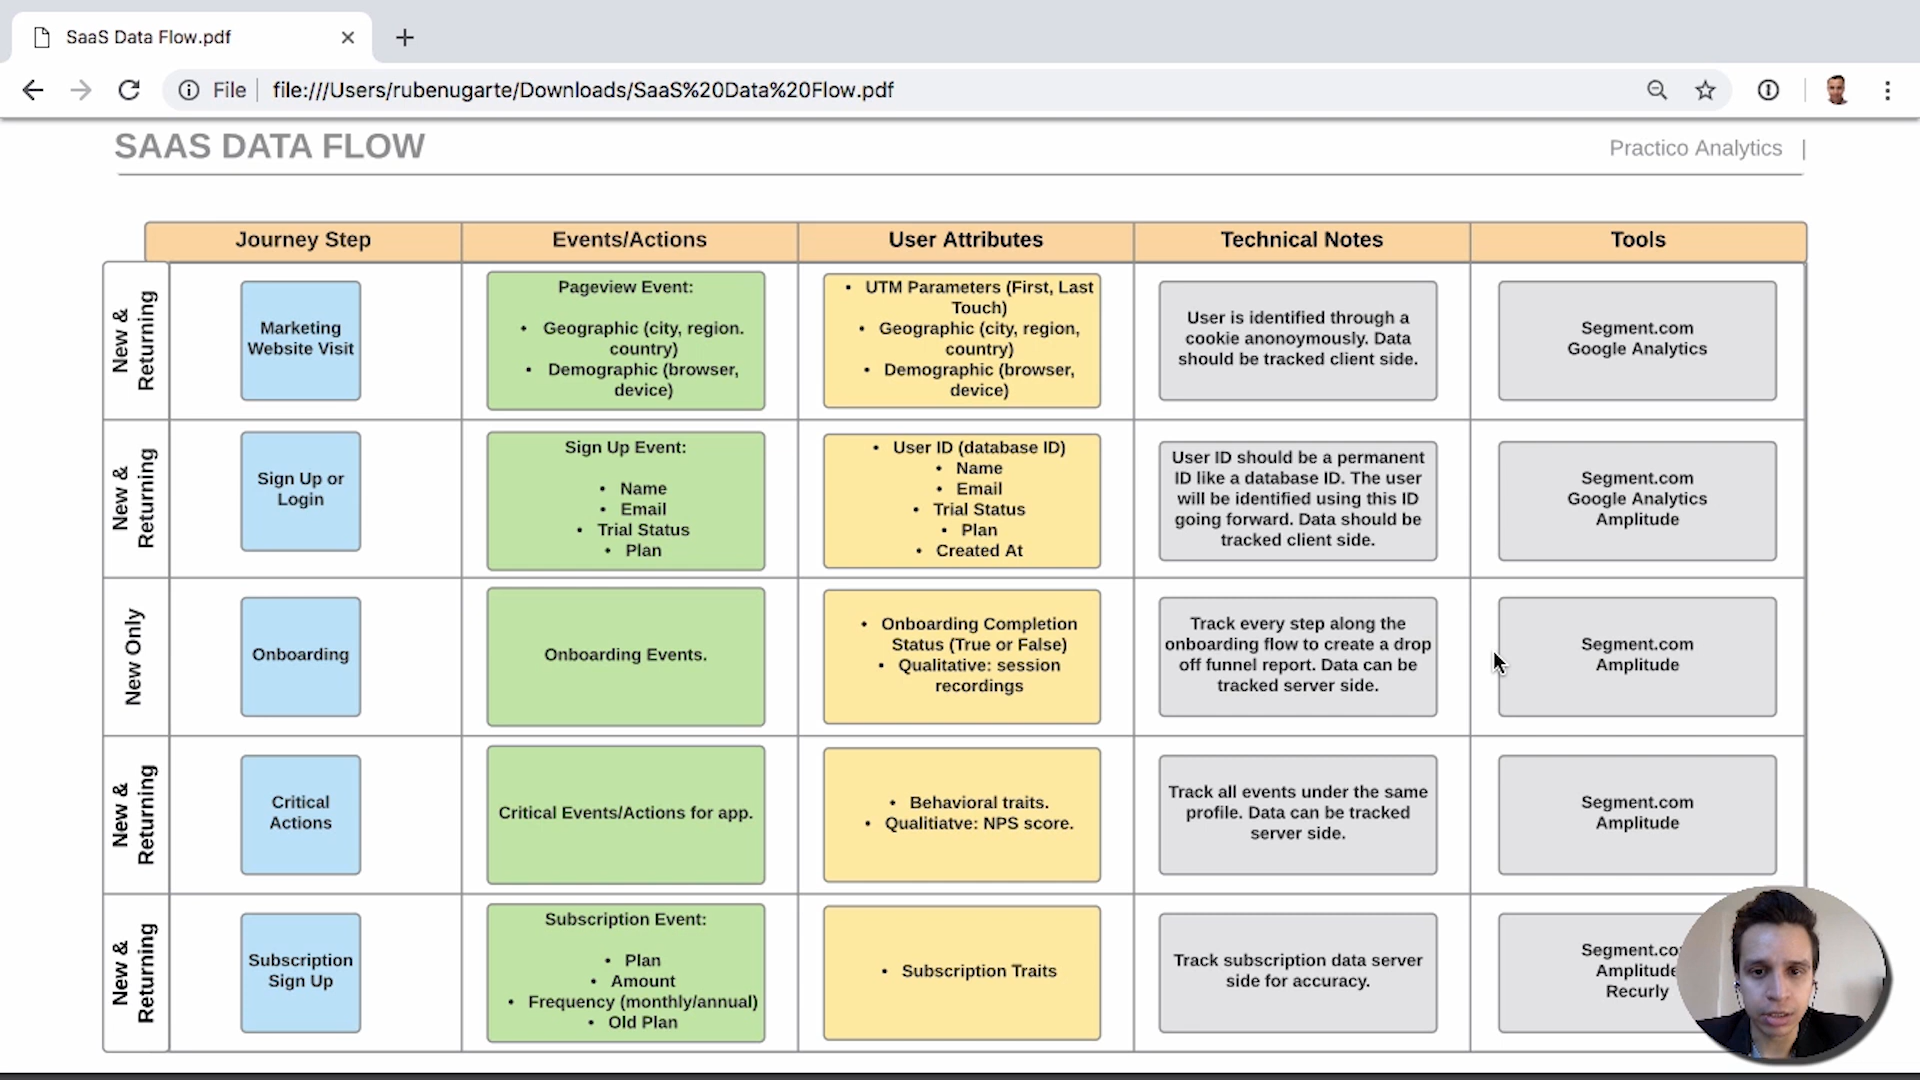 SaaS Data Flow.pdf
File
file:///Users/rubenugarte/Downloads/SaaS%20Data%20Flow.pdf
SAAS DATA FLOW
Practico Analytics |
Journey Step
Events/Actions
User Attributes
Technical Notes
Tools
New &
Returning
Marketing
Website Visit
Pageview Event:
• Geographic (city, region.
country)
• Demographic (browser,
device)
• UTM Parameters (First, Last
Touch)
• Geographic (city, region,
country)
• Demographic (browser,
device)
User is identified through a
cookie anonoymously. Data
should be tracked client side.
Segment.com
Google Analytics
New &
Returning
Sign Up or
Login
Sign Up Event:
• Name
• Email
• Trial Status
• Plan
• User ID (database ID)
• Name
• Email
• Trial Status
• Plan
• Created At
User ID should be a permanent
ID like a database ID. The user
will be identified using this ID
going forward. Data should be
tracked client side.
Segment.com
Google Analytics
Amplitude
New Only
Onboarding
Onboarding Events.
• Onboarding Completion
Status (True or False)
• Qualitative: session
recordings
Track every step along the
onboarding flow to create a drop
off funnel report. Data can be
tracked server side.
Segment.com
Amplitude
New &
Returning
Critical
Actions
Critical Events/Actions for app.
• Behavioral traits.
• Qualitiatve: NPS score.
Track all events under the same
profile. Data can be tracked
server side.
Segment.com
Amplitude
New &
Returning
Subscription
Sign Up
Subscription Event:
• Plan
• Amount
• Frequency (monthly/annual)
• Old Plan
• Subscription Traits
Track subscription data server
side for accuracy.
Segment.co
Amplitude
Recurly